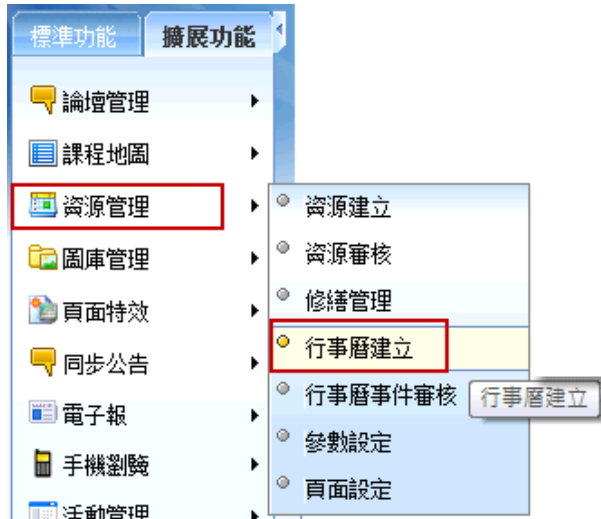 標準功能
擴展功能
論壇管理
課程地圖
資源管理
圖庫管理
頁面特效
同步公告
電子報
手機瀏覽
活動管理
資源建立
資源審核
修繕管理
行事曆建立
行事曆事件審核
行事曆建立
參數設定
頁面設定